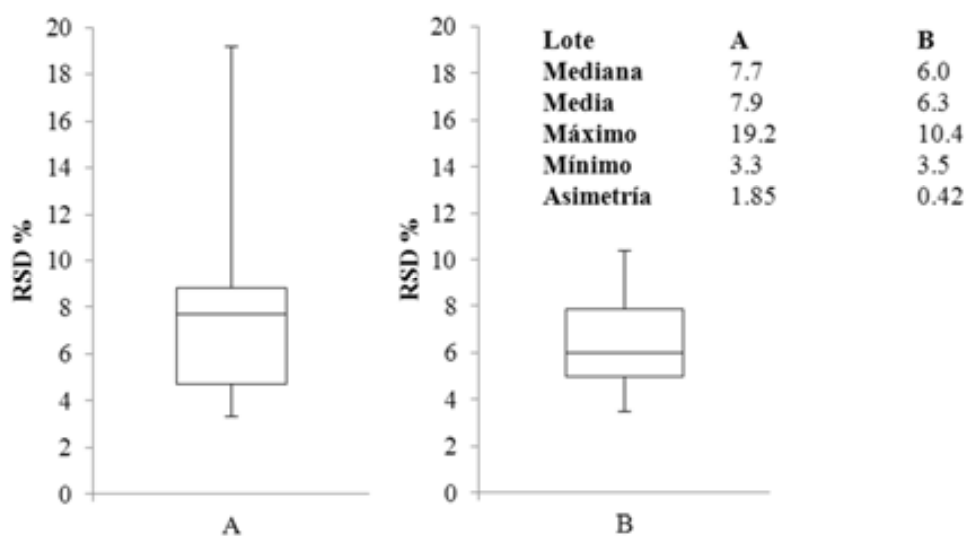 20
18
16
14
12
10
8
6
4
2
0
RSD %
A
20
18
16
14
12
10
8
6
4
2
0
RSD %
B
Lote A B
Mediana 7.7 6.0
Media 7.9 6.3
Máximo 19.2 10.4
Mínimo 3.3 3.5
Asimetría 1.85 0.42